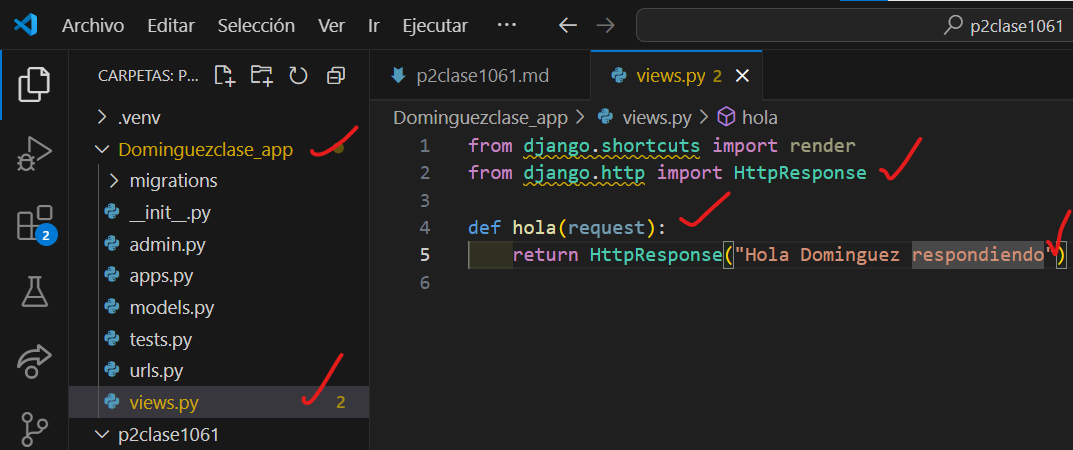 Archivo Editar Selección Ver Ir Ejecutar ··· p2clase1061
CARPETAS: P...
.venv
Dominguezclase_app
migrations
__init__.py
admin.py
apps.py
models.py
tests.py
urls.py
views.py 2
p2clase1061
2
p2clase1061.md views.py 2
Dominguezclase_app > views.py > hola
1 from django.shortcuts import render
2 from django.http import HttpResponse
3
4 def hola(request):
5 return HttpResponse("Hola Dominguez respondiendo")
6